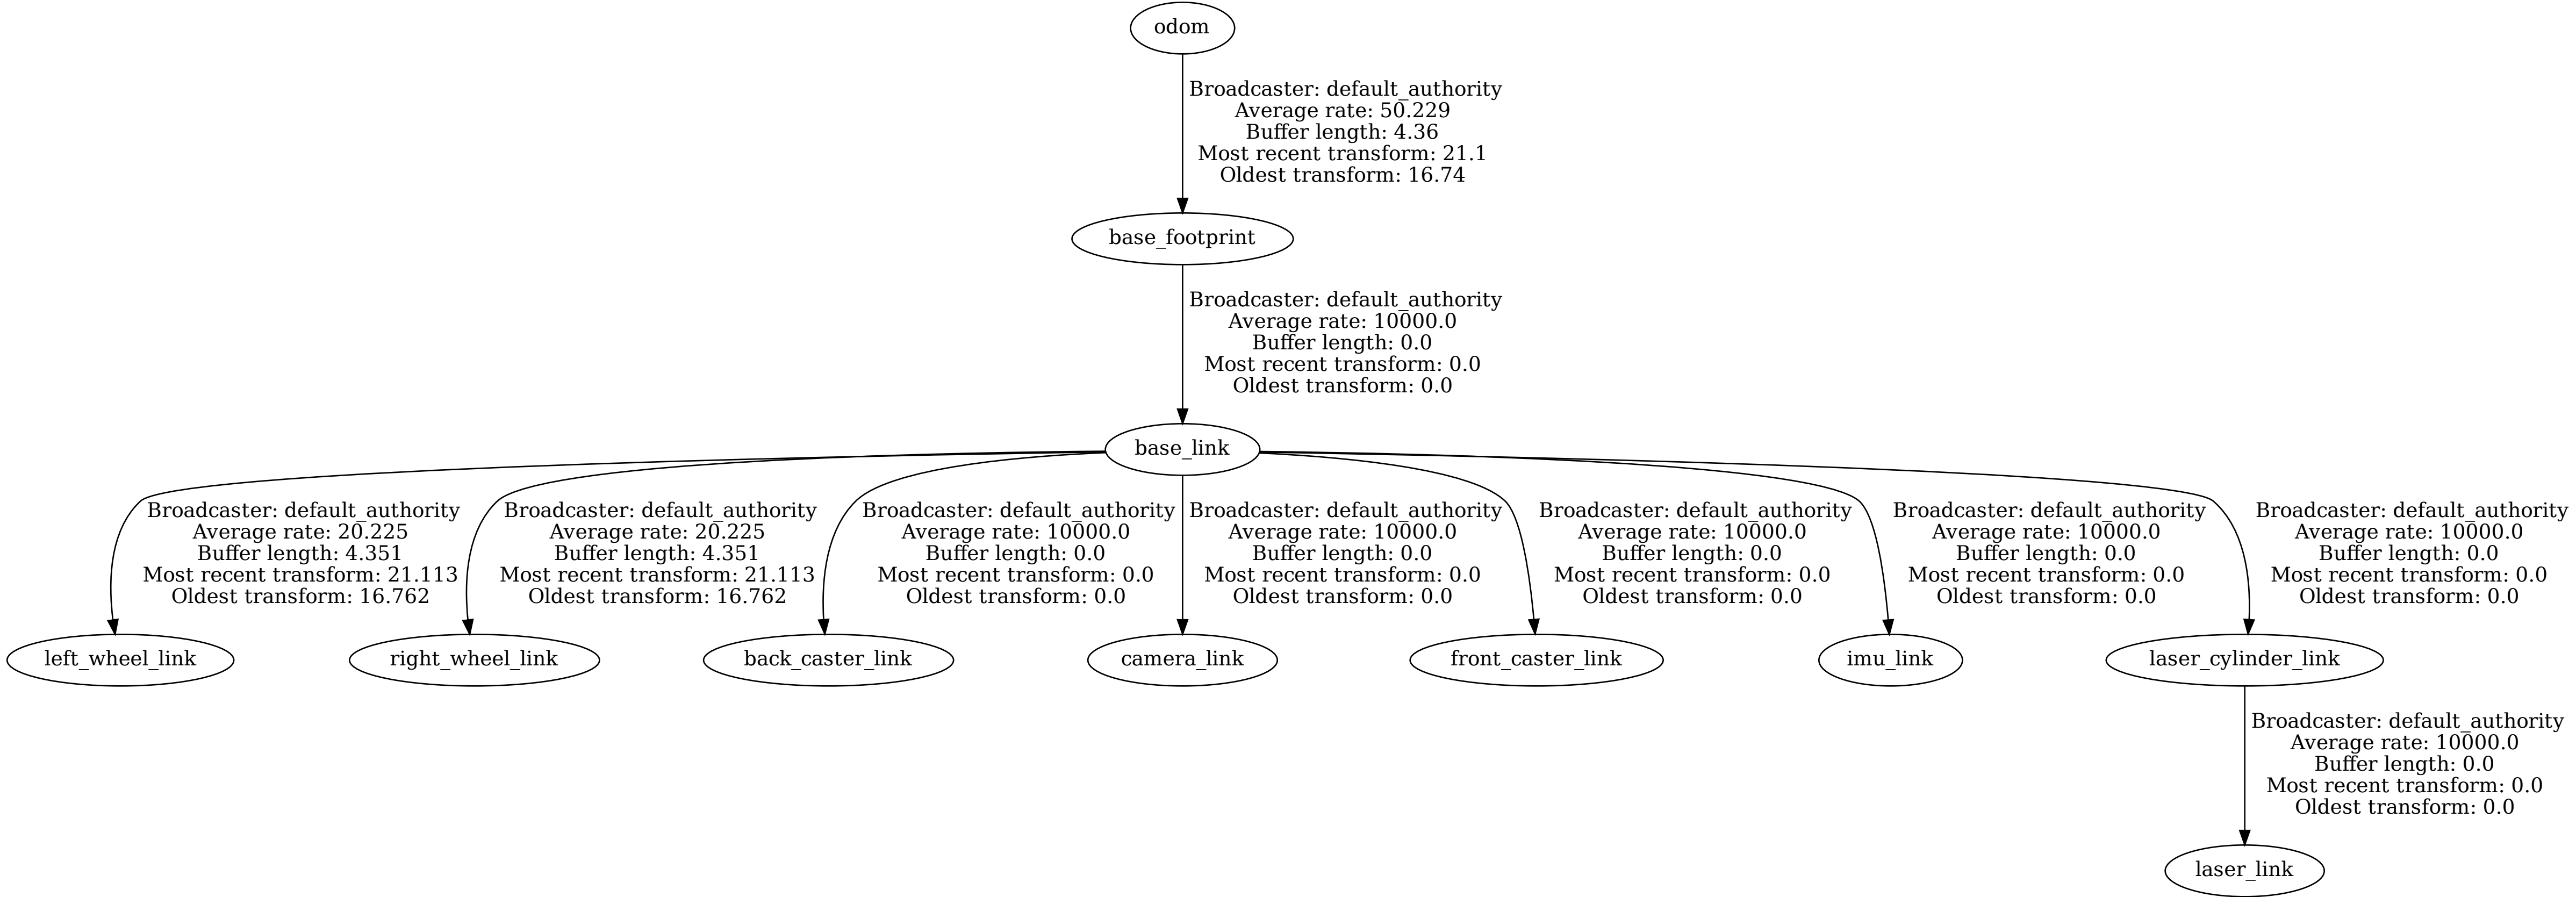 odom
Broadcaster: default_authority
Average rate: 50.229
Buffer length: 4.36
Most recent transform: 21.1
Oldest transform: 16.74
base_footprint
Broadcaster: default_authority
Average rate: 10000.0
Buffer length: 0.0
Most recent transform: 0.0
Oldest transform: 0.0
base_link
Broadcaster: default_authority
Average rate: 20.225
Buffer length: 4.351
Most recent transform: 21.113
Oldest transform: 16.762
Broadcaster: default_authority
Average rate: 20.225
Buffer length: 4.351
Most recent transform: 21.113
Oldest transform: 16.762
Broadcaster: default_authority
Average rate: 10000.0
Buffer length: 0.0
Most recent transform: 0.0
Oldest transform: 0.0
Broadcaster: default_authority
Average rate: 10000.0
Buffer length: 0.0
Most recent transform: 0.0
Oldest transform: 0.0
Broadcaster: default_authority
Average rate: 10000.0
Buffer length: 0.0
Most recent transform: 0.0
Oldest transform: 0.0
Broadcaster: default_authority
Average rate: 10000.0
Buffer length: 0.0
Most recent transform: 0.0
Oldest transform: 0.0
Broadcaster: default_authority
Average rate: 10000.0
Buffer length: 0.0
Most recent transform: 0.0
Oldest transform: 0.0
left_wheel_link
right_wheel_link
back_caster_link
camera_link
front_caster_link
imu_link
laser_cylinder_link
Broadcaster: default_authority
Average rate: 10000.0
Buffer length: 0.0
Most recent transform: 0.0
Oldest transform: 0.0
laser_link